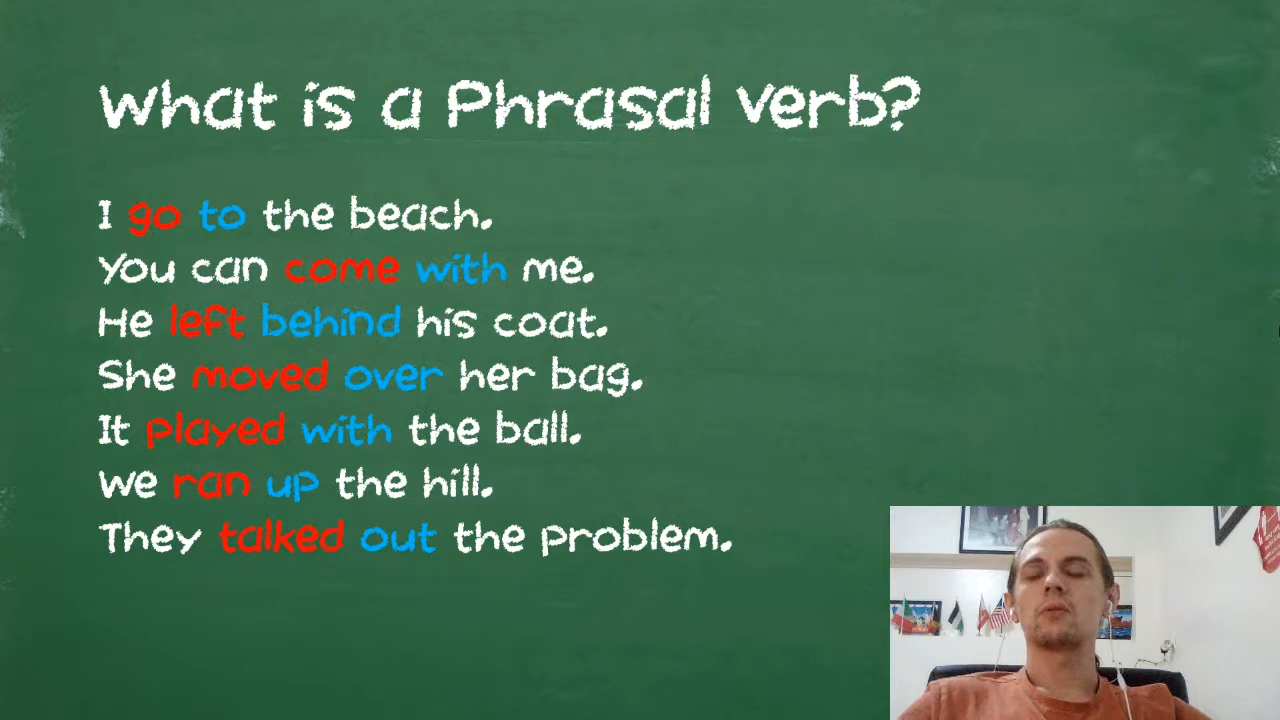 What is a Phrasal verb?
I go to the beach.
You can come with me.
He left behind his coat.
She moved over her bag.
It played with the ball.
We ran up the hill.
They talked out the problem.